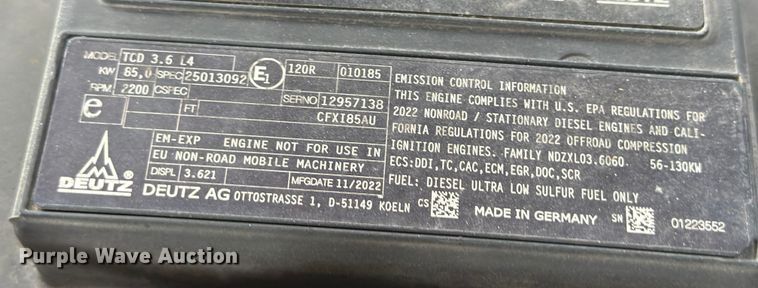 DEUTZ
MODEL TCD 3.6 L4
KW 85,0 SPEC 25013092 E1 120R 010185
RPM 2200 CSPEC
FT SERNO 12957138
e CFXI85AU
EM-EXP ENGINE NOT FOR USE IN
EU NON-ROAD MOBILE MACHINERY
DISPL 3.621 MFGDATE 11/2022
DEUTZ
DEUTZ AG OTTOSTRASSE 1, D-51149 KOELN CS
EMISSION CONTROL INFORMATION
THIS ENGINE COMPLIES WITH U.S. EPA REGULATIONS FOR
2022 NONROAD / STATIONARY DIESEL ENGINES AND CALI-
FORNIA REGULATIONS FOR 2022 OFFROAD COMPRESSION
IGNITION ENGINES. FAMILY NDZXL03.6060 56-130KW
ECS:DDI,TC,CAC,ECM,EGR,DOC,SCR
FUEL: DIESEL ULTRA LOW SULFUR FUEL ONLY
MADE IN GERMANY SN 01223552
Purple Wave Auction